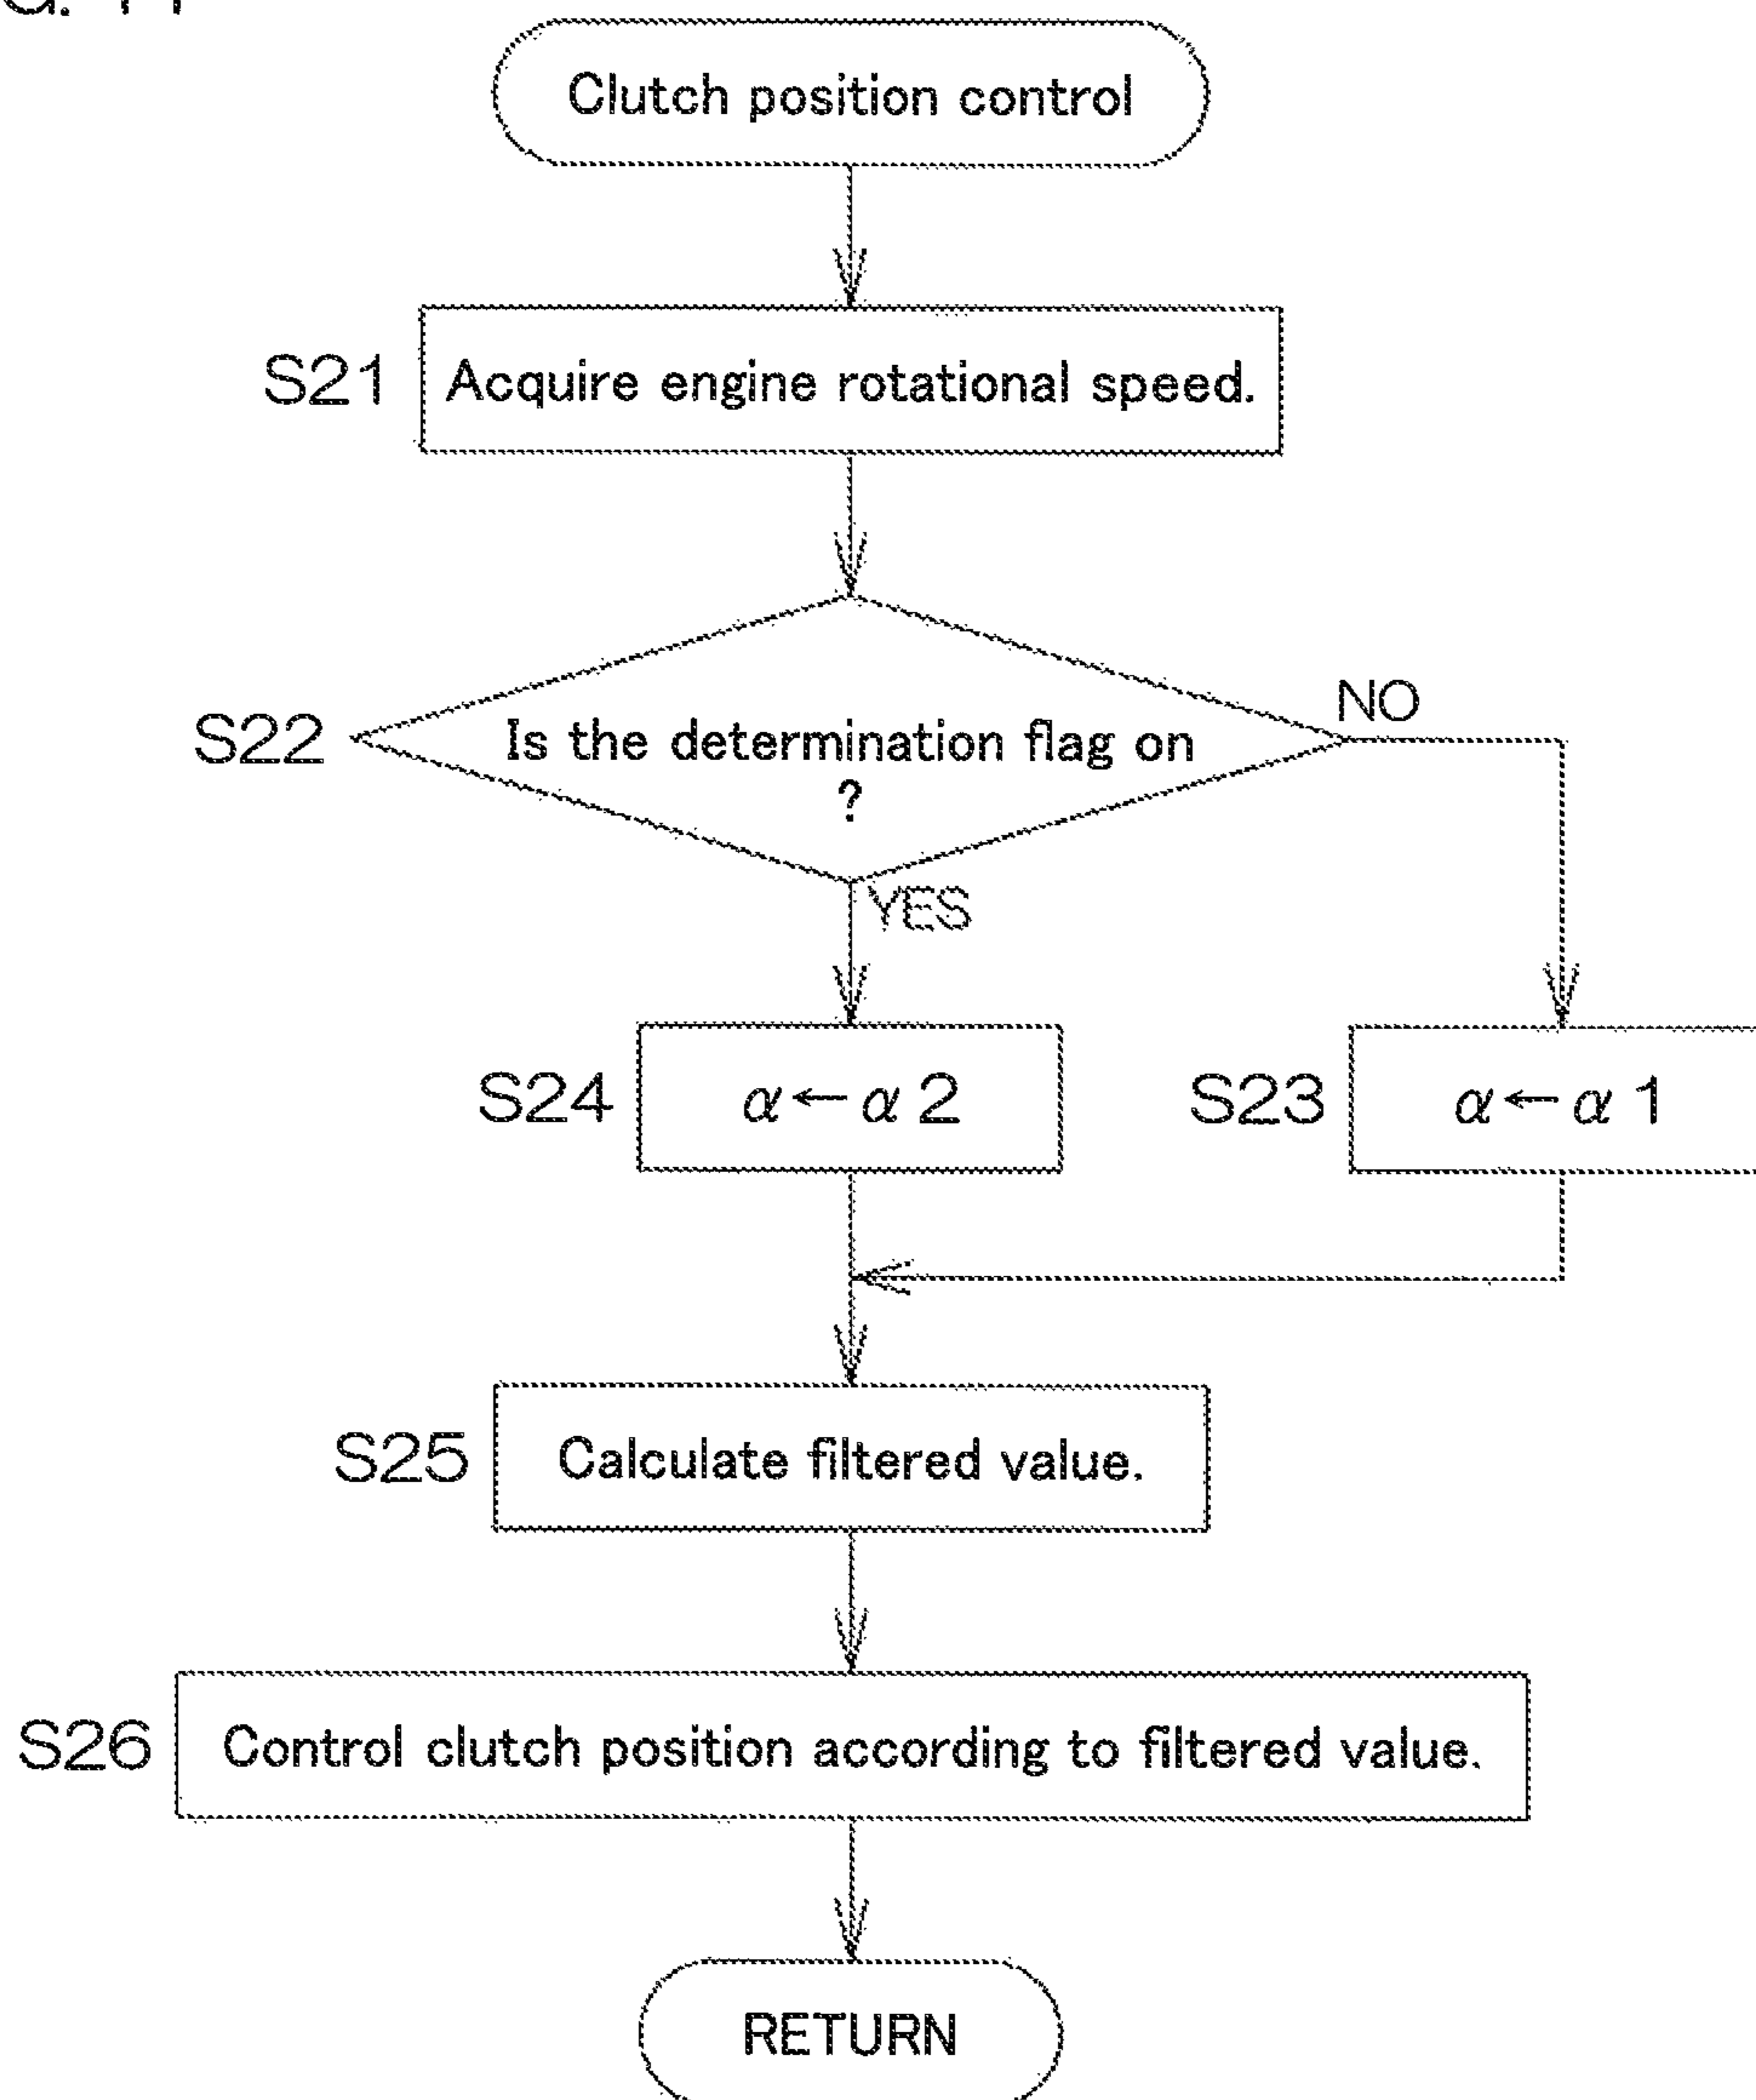 Clutch position control
S21
Acquire engine rotational speed.
S22
Is the determination flag on
?
NO
YES
S24
α←α2
S23
α←α1
S25
Calculate filtered value.
S26
Control clutch position according to filtered value.
RETURN